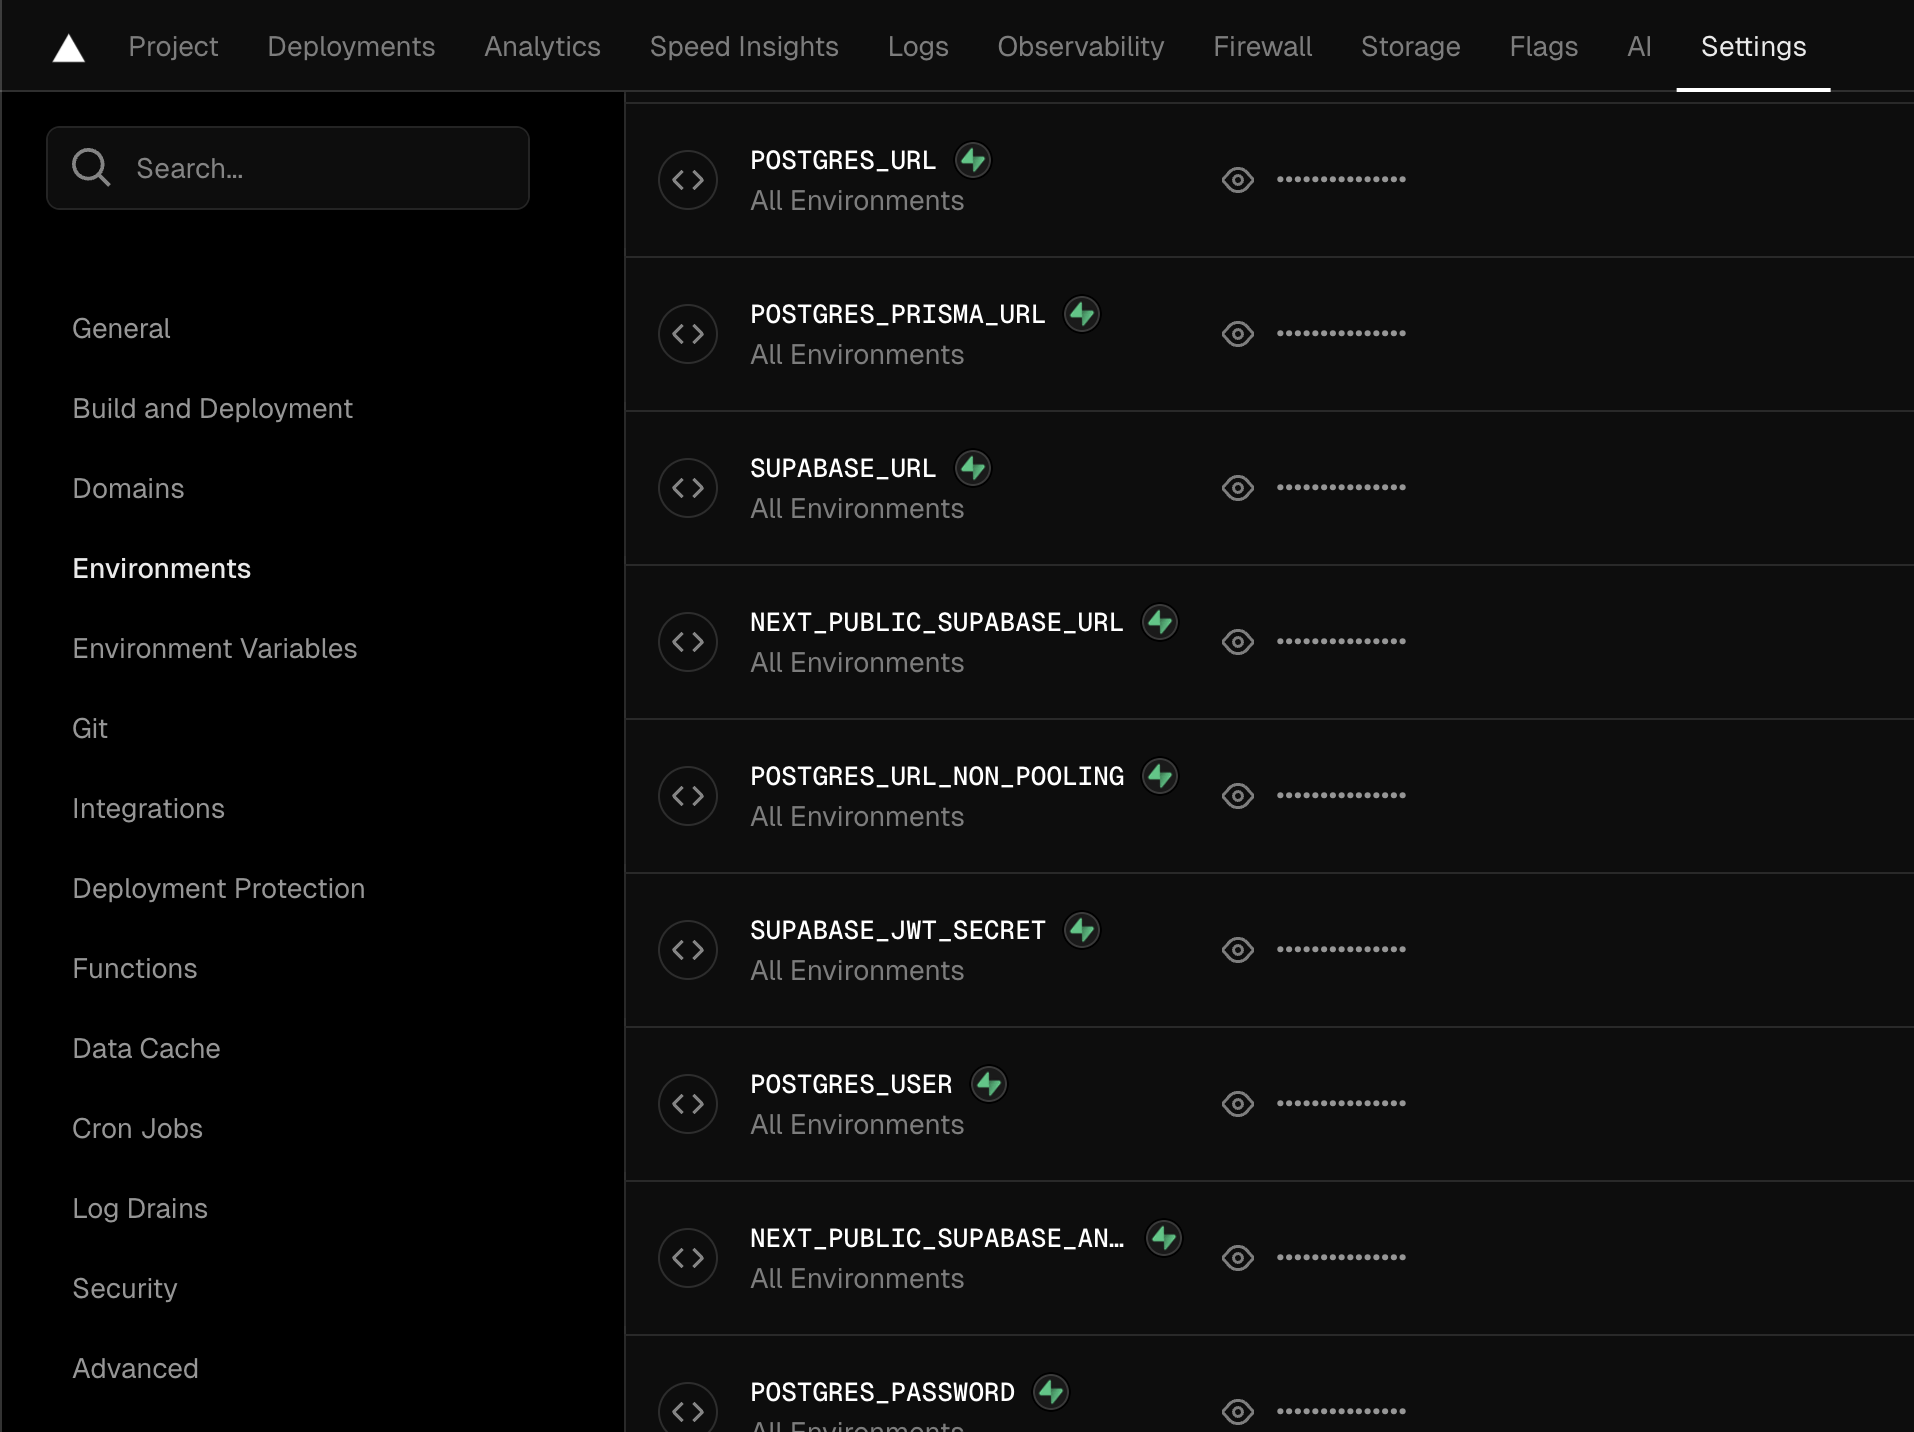 Project
Deployments
Analytics
Speed Insights
Logs
Observability
Firewall
Storage
Flags
AI
Settings
Search...
General
Build and Deployment
Domains
Environments
Environment Variables
Git
Integrations
Deployment Protection
Functions
Data Cache
Cron Jobs
Log Drains
Security
Advanced
POSTGRES_URL
All Environments
•••••••••••••••
POSTGRES_PRISMA_URL
All Environments
•••••••••••••••
SUPABASE_URL
All Environments
•••••••••••••••
NEXT_PUBLIC_SUPABASE_URL
All Environments
•••••••••••••••
POSTGRES_URL_NON_POOLING
All Environments
•••••••••••••••
SUPABASE_JWT_SECRET
All Environments
•••••••••••••••
POSTGRES_USER
All Environments
•••••••••••••••
NEXT_PUBLIC_SUPABASE_AN…
All Environments
•••••••••••••••
POSTGRES_PASSWORD
All Environments
•••••••••••••••